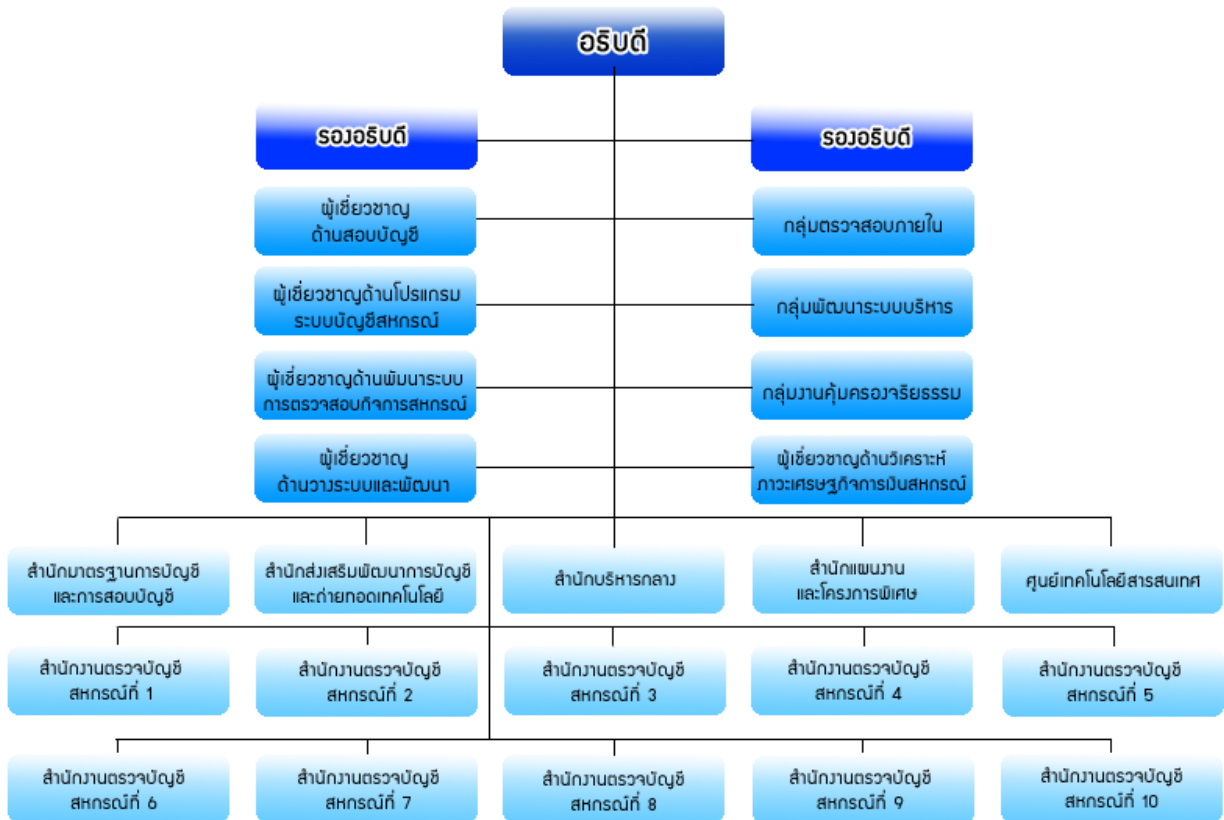 อธิบดี
รองอธิบดี
รองอธิบดี
ผู้เชี่ยวชาญ
ด้านสอบบัญชี
กลุ่มตรวจสอบภายใน
ผู้เชี่ยวชาญด้านโปรแกรม
ระบบบัญชีสหกรณ์
กลุ่มพัฒนาระบบบริหาร
ผู้เชี่ยวชาญด้านพัฒนาระบบ
การตรวจสอบกิจการสหกรณ์
กลุ่มงานคุ้มครองจริยธรรม
ผู้เชี่ยวชาญ
ด้านวางระบบและพัฒนา
ผู้เชี่ยวชาญด้านวิเคราะห์
ภาวะเศรษฐกิจการเงินสหกรณ์
สำนักมาตรฐานการบัญชี
และการสอบบัญชี
สำนักส่งเสริมพัฒนาการบัญชี
และถ่ายทอดเทคโนโลยี
สำนักบริหารกลาง
สำนักแผนงาน
และโครงการพิเศษ
ศูนย์เทคโนโลยีสารสนเทศ
สำนักงานตรวจบัญชี
สหกรณ์ที่ 1
สำนักงานตรวจบัญชี
สหกรณ์ที่ 2
สำนักงานตรวจบัญชี
สหกรณ์ที่ 3
สำนักงานตรวจบัญชี
สหกรณ์ที่ 4
สำนักงานตรวจบัญชี
สหกรณ์ที่ 5
สำนักงานตรวจบัญชี
สหกรณ์ที่ 6
สำนักงานตรวจบัญชี
สหกรณ์ที่ 7
สำนักงานตรวจบัญชี
สหกรณ์ที่ 8
สำนักงานตรวจบัญชี
สหกรณ์ที่ 9
สำนักงานตรวจบัญชี
สหกรณ์ที่ 10